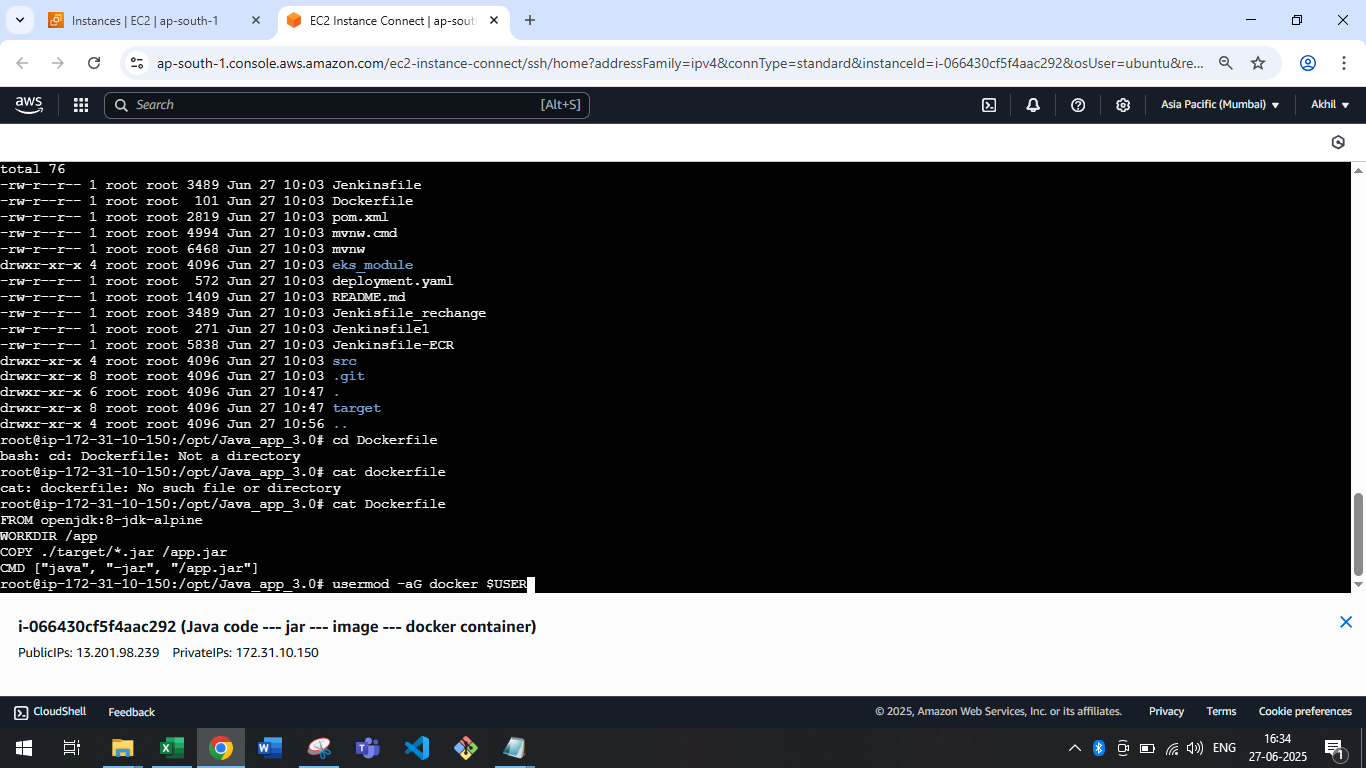 Instances | EC2 | ap-south-1
EC2 Instance Connect | ap-sout
ap-south-1.console.aws.amazon.com/ec2-instance-connect/ssh/home?addressFamily=ipv4&connType=standard&instanceId=i-066430cf5f4aac292&osUser=ubuntu&re...
aws
Search
[Alt+S]
Asia Pacific (Mumbai)
Akhil
total 76
-rw-r--r-- 1 root root 3489 Jun 27 10:03 Jenkinsfile
-rw-r--r-- 1 root root  101 Jun 27 10:03 Dockerfile
-rw-r--r-- 1 root root 2819 Jun 27 10:03 pom.xml
-rw-r--r-- 1 root root 4994 Jun 27 10:03 mvnw.cmd
-rw-r--r-- 1 root root 6468 Jun 27 10:03 mvnw
drwxr-xr-x 4 root root 4096 Jun 27 10:03 eks_module
-rw-r--r-- 1 root root  572 Jun 27 10:03 deployment.yaml
-rw-r--r-- 1 root root 1409 Jun 27 10:03 README.md
-rw-r--r-- 1 root root 3489 Jun 27 10:03 Jenkisfile_rechange
-rw-r--r-- 1 root root  271 Jun 27 10:03 Jenkinsfile1
-rw-r--r-- 1 root root 5838 Jun 27 10:03 Jenkinsfile-ECR
drwxr-xr-x 4 root root 4096 Jun 27 10:03 src
drwxr-xr-x 8 root root 4096 Jun 27 10:03 .git
drwxr-xr-x 6 root root 4096 Jun 27 10:47 .
drwxr-xr-x 8 root root 4096 Jun 27 10:47 target
drwxr-xr-x 4 root root 4096 Jun 27 10:56 ..
root@ip-172-31-10-150:/opt/Java_app_3.0# cd Dockerfile
bash: cd: Dockerfile: Not a directory
root@ip-172-31-10-150:/opt/Java_app_3.0# cat dockerfile
cat: dockerfile: No such file or directory
root@ip-172-31-10-150:/opt/Java_app_3.0# cat Dockerfile
FROM openjdk:8-jdk-alpine
WORKDIR /app
COPY ./target/*.jar /app.jar
CMD ["java", "-jar", "/app.jar"]
root@ip-172-31-10-150:/opt/Java_app_3.0# usermod -aG docker $USER
i-066430cf5f4aac292 (Java code --- jar --- image --- docker container)
PublicIPs: 13.201.98.239 PrivateIPs: 172.31.10.150
CloudShell
Feedback
© 2025, Amazon Web Services, Inc. or its affiliates.
Privacy
Terms
Cookie preferences
ENG
16:34
27-06-2025
1